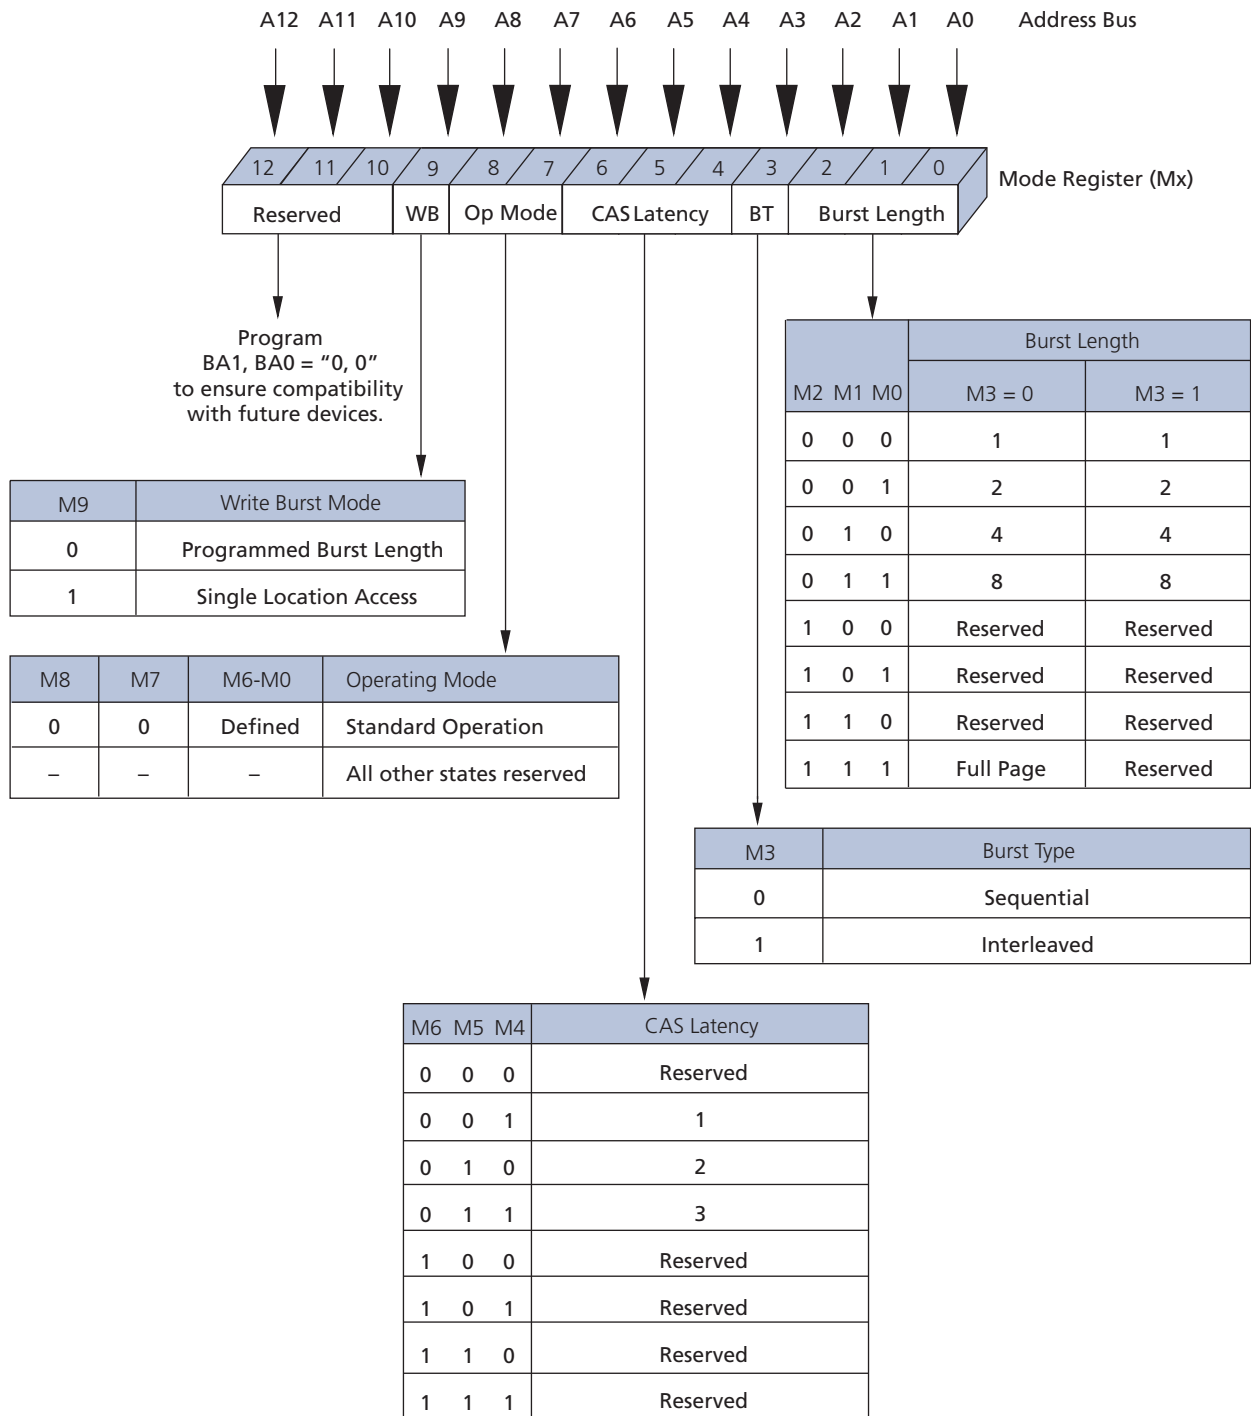 A12 A11 A10 A9 A8 A7 A6 A5 A4 A3 A2 A1 A0 Address Bus
12 11 10 9 8 7 6 5 4 3 2 1 0
Mode Register (Mx)
Reserved WB Op Mode CAS Latency BT Burst Length
Program
BA1, BA0 = “0, 0”
to ensure compatibility
with future devices.
Burst Length
M2 M1 M0 M3 = 0 M3 = 1
0 0 0 1 1
0 0 1 2 2
0 1 0 4 4
0 1 1 8 8
1 0 0 Reserved Reserved
1 0 1 Reserved Reserved
1 1 0 Reserved Reserved
1 1 1 Full Page Reserved
M9 Write Burst Mode
0 Programmed Burst Length
1 Single Location Access
M8 M7 M6-M0 Operating Mode
0 0 Defined Standard Operation
– – – All other states reserved
M3 Burst Type
0 Sequential
1 Interleaved
M6 M5 M4 CAS Latency
0 0 0 Reserved
0 0 1 1
0 1 0 2
0 1 1 3
1 0 0 Reserved
1 0 1 Reserved
1 1 0 Reserved
1 1 1 Reserved